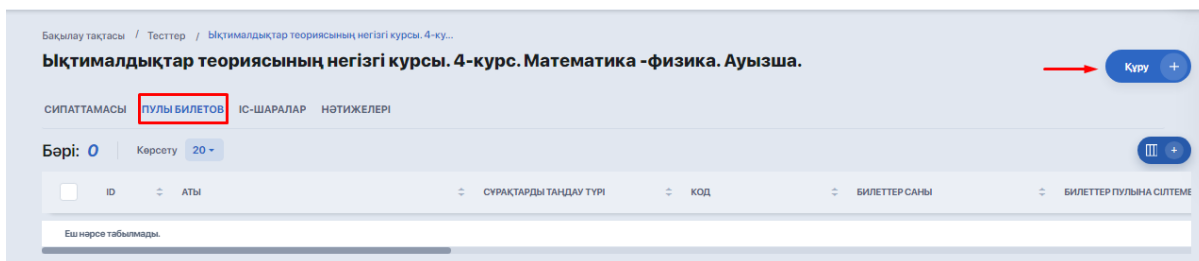 Бақылау тақтасы / Тесттер / Ықтималдықтар теориясының негізгі курсы. 4-ку...
Ықтималдықтар теориясының негізгі курсы. 4-курс. Математика -физика. Ауызша.
Құру +
СИПАТТАМАСЫ ПУЛЫ БИЛЕТОВ ІС-ШАРАЛАР НӘТИЖЕЛЕРІ
Бәрі: 0 Көрсету 20
ID АТЫ СҰРАҚТАРДЫ ТАҢДАУ ТҮРІ КОД БИЛЕТТЕР САНЫ БИЛЕТТЕР ПУЛЫНА СІЛТЕМЕ
Еш нәрсе табылмады.